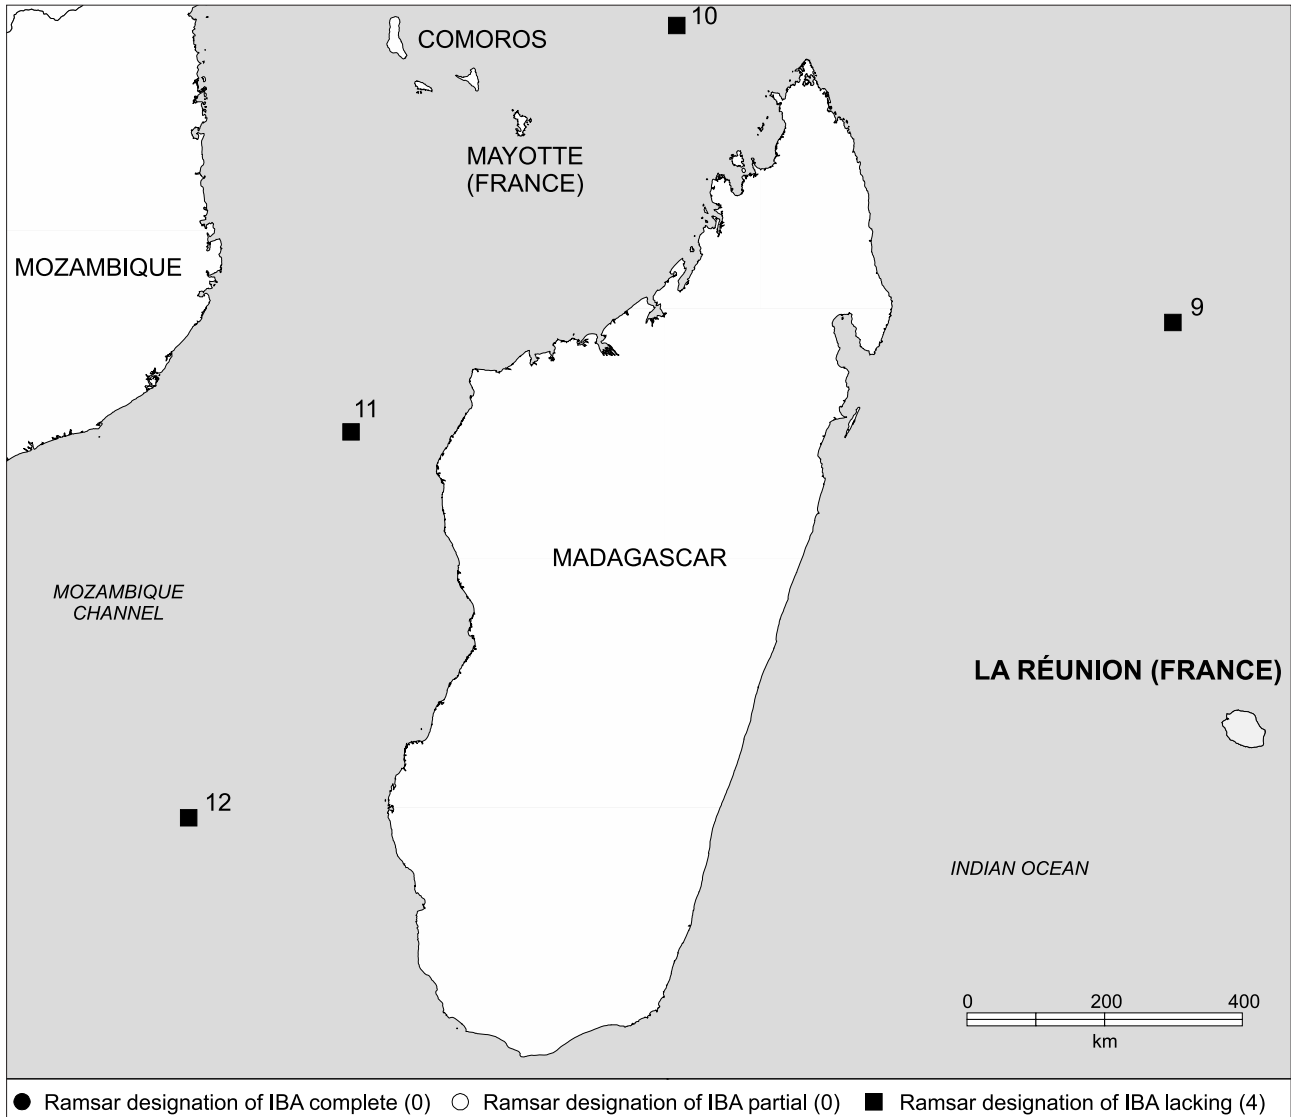 10
COMOROS
MAYOTTE
(FRANCE)
MOZAMBIQUE
9
11
MADAGASCAR
MOZAMBIQUE
CHANNEL
LA RÉUNION (FRANCE)
12
INDIAN OCEAN
0 200 400
km
Ramsar designation of IBA complete (0) Ramsar designation of IBA partial (0) Ramsar designation of IBA lacking (4)